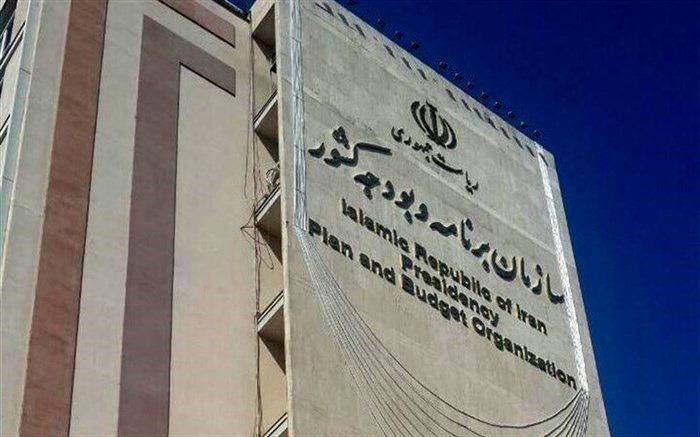 ریاست جمهوری
سازمان برنامه و بودجه کشور
Islamic Republic of Iran
Presidency
Plan and Budget Organization